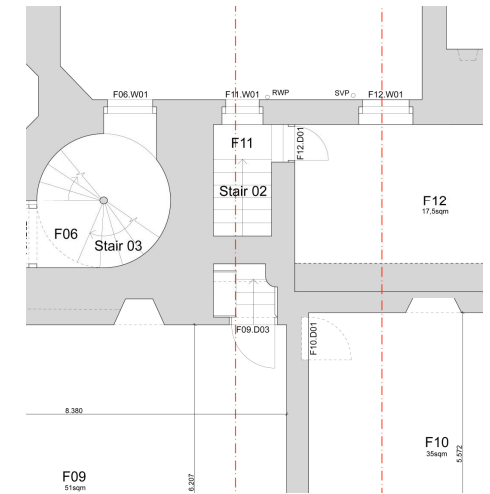 F06.W01
F11.W01
RWP
SVP
F12.W01
F11
F12.D01
Stair 02
F12
17,5sqm
F06
Stair 03
F09.D03
F10.D01
8.380
F10
35sqm
5.572
F09
51sqm
6.207